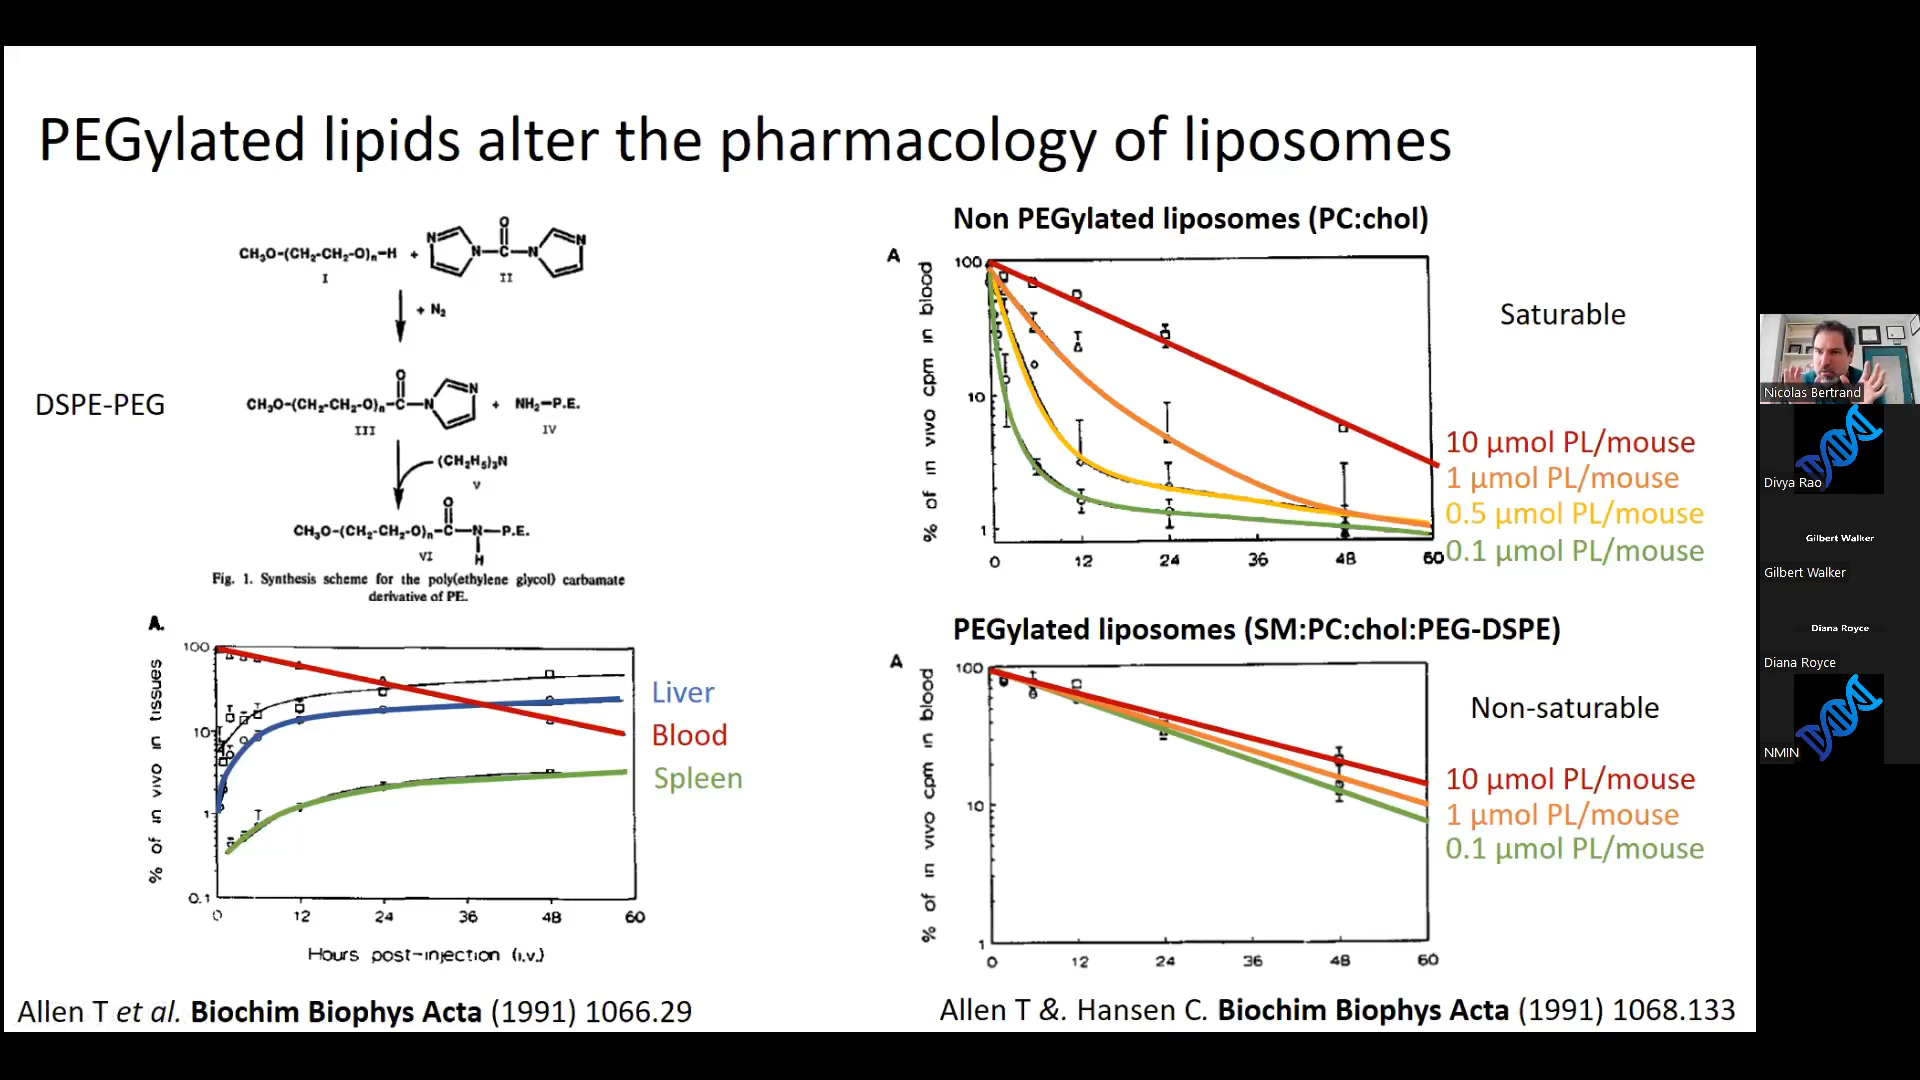 PEGylated lipids alter the pharmacology of liposomes
DSPE-PEG
CH₃O-(CH₂-CH₂-O)ₙ-H + N N-C-N N
O
I II
+ N₂
O
CH₃O-(CH₂-CH₂-O)ₙ-C-N N + NH₂-P.E.
III IV
(C₂H₅)₃N
V
O
CH₃O-(CH₂-CH₂-O)ₙ-C-N-P.E.
VI H
Fig. 1. Synthesis scheme for the poly(ethylene glycol) carbamate
derivative of PE.
A.
% of in vivo in tissues
100
10
1
0.1
0 12 24 36 48 60
Hours post-injection (i.v.)
Liver
Blood
Spleen
Allen T et al. Biochim Biophys Acta (1991) 1066.29
Non PEGylated liposomes (PC:chol)
A
% of in vivo cpm in blood
100
10
1
0 12 24 36 48 60
Saturable
10 µmol PL/mouse
1 µmol PL/mouse
0.5 µmol PL/mouse
0.1 µmol PL/mouse
PEGylated liposomes (SM:PC:chol:PEG-DSPE)
A
% of in vivo cpm in blood
100
10
1
0 12 24 36 48 60
Non-saturable
10 µmol PL/mouse
1 µmol PL/mouse
0.1 µmol PL/mouse
Allen T &. Hansen C. Biochim Biophys Acta (1991) 1068.133
Nicolas Bertrand
Divya Rao
Gilbert Walker
Gilbert Walker
Diana Royce
Diana Royce
NMIN